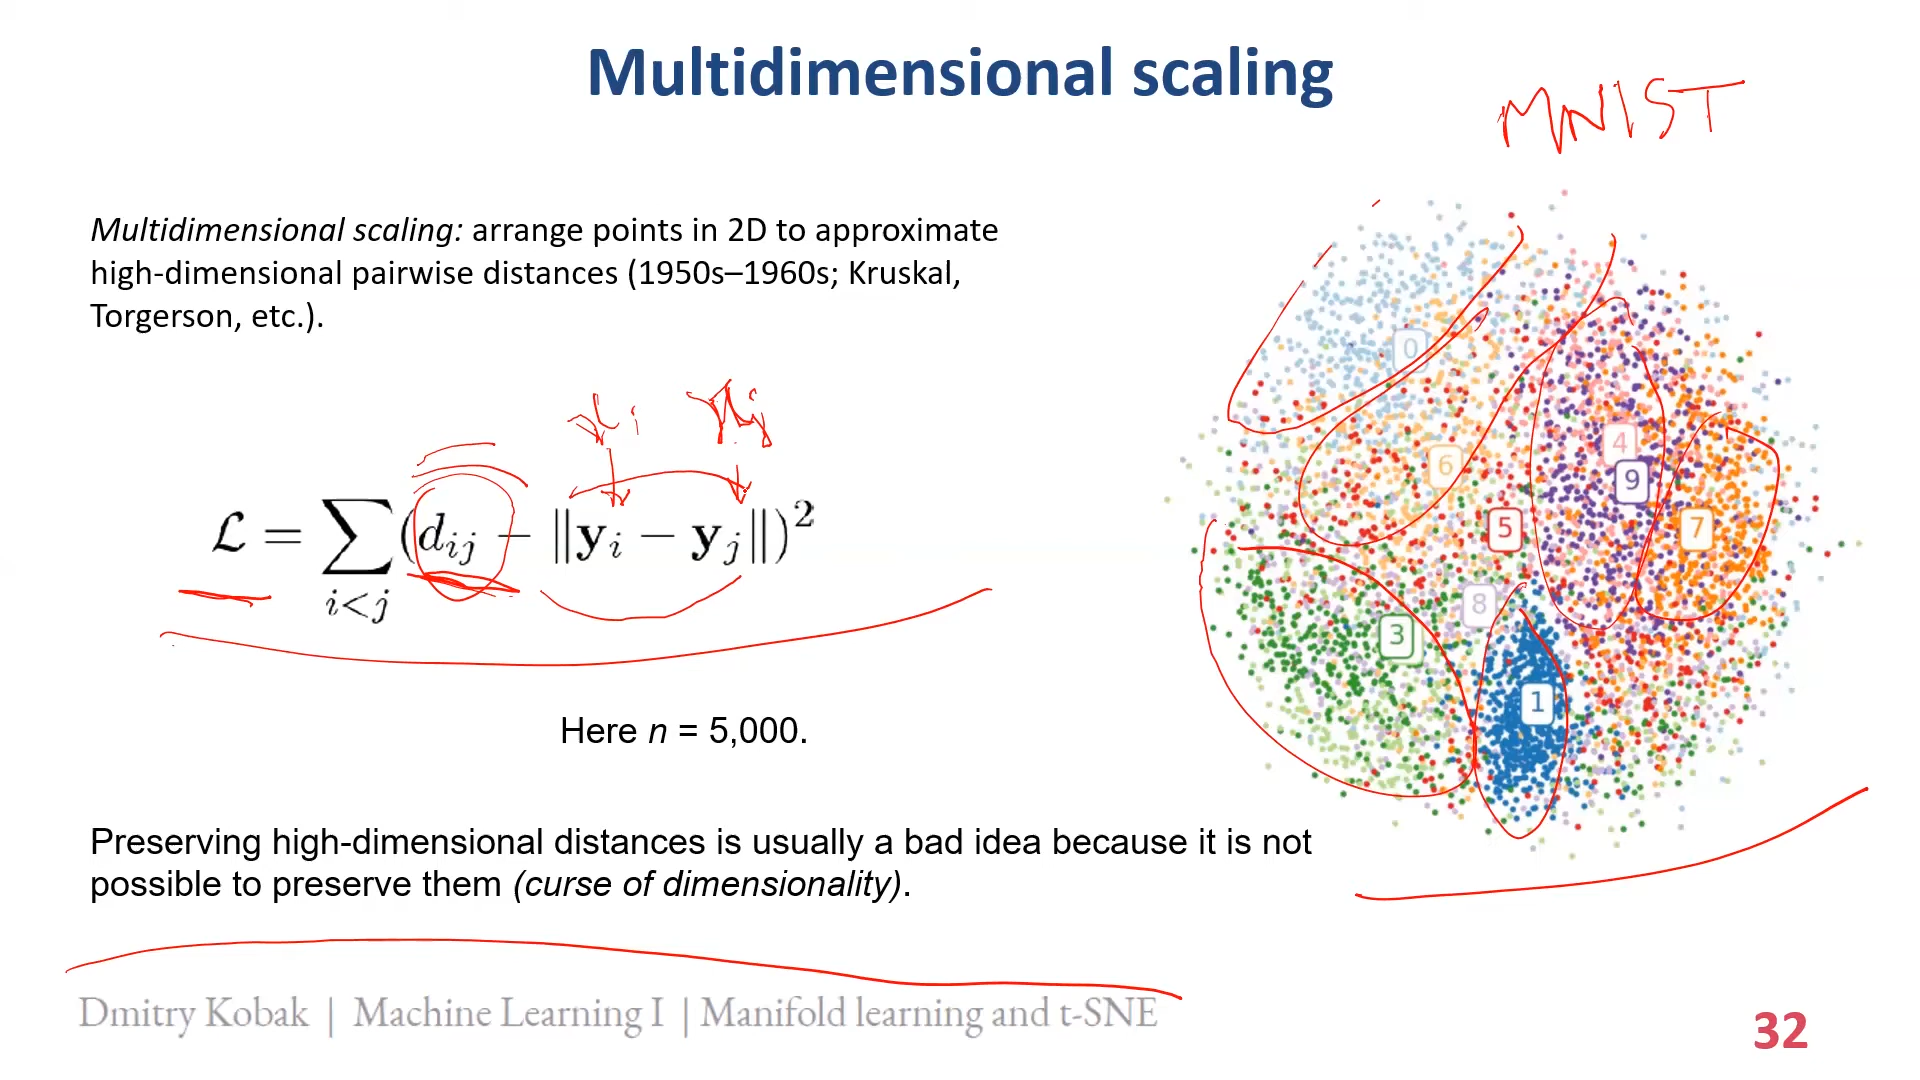 Multidimensional scaling
MNIST
Multidimensional scaling: arrange points in 2D to approximate
high-dimensional pairwise distances (1950s–1960s; Kruskal,
Torgerson, etc.).
ℒ = ∑_{i<j} (d_{ij} − ‖y_i − y_j‖)²
Here n = 5,000.
0
4
6
9
5
7
8
3
1
Preserving high-dimensional distances is usually a bad idea because it is not
possible to preserve them (curse of dimensionality).
Dmitry Kobak | Machine Learning I | Manifold learning and t-SNE
32